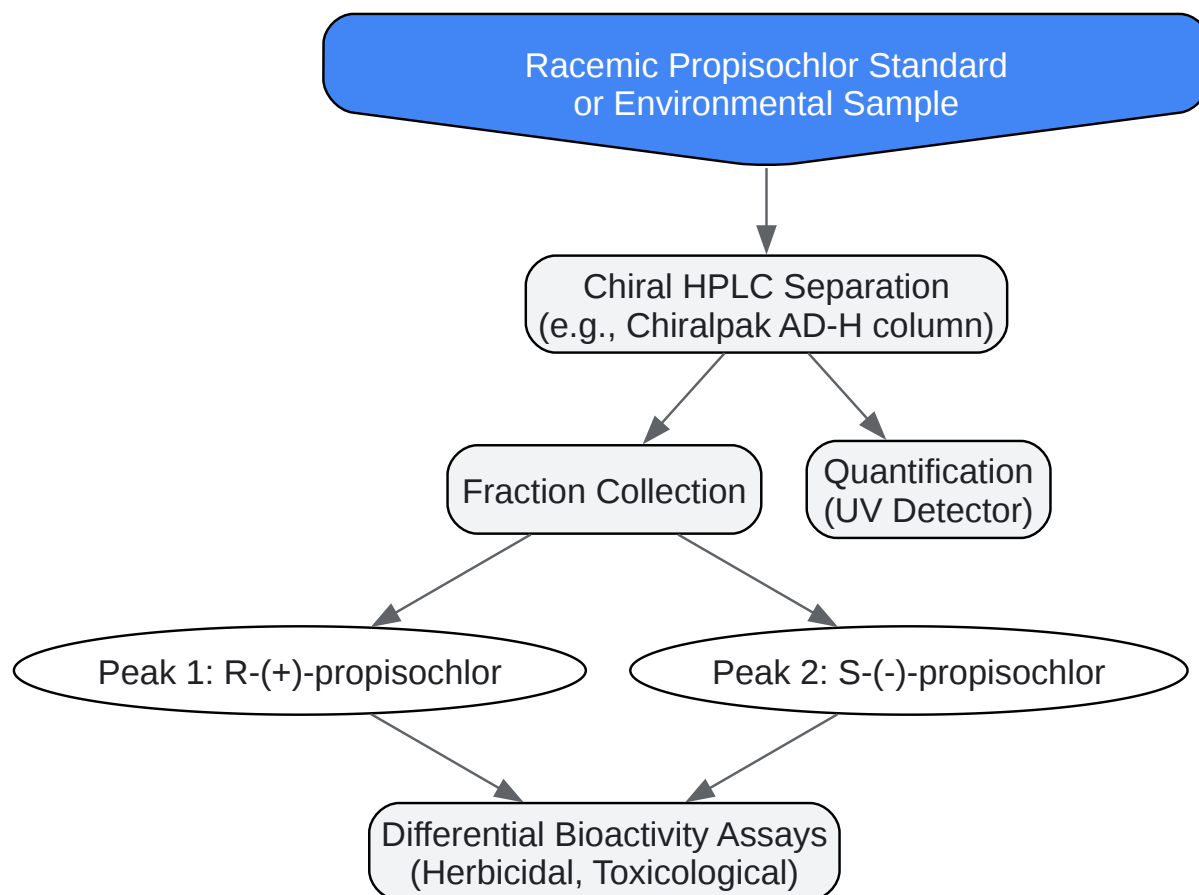 Racemic Propisochlor Standard
or Environmental Sample
Chiral HPLC Separation
(e.g., Chiralpak AD-H column)
Fraction Collection
Quantification
(UV Detector)
Peak 1: R-(+)-propisochlor
Peak 2: S-(-)-propisochlor
Differential Bioactivity Assays
(Herbicidal, Toxicological)